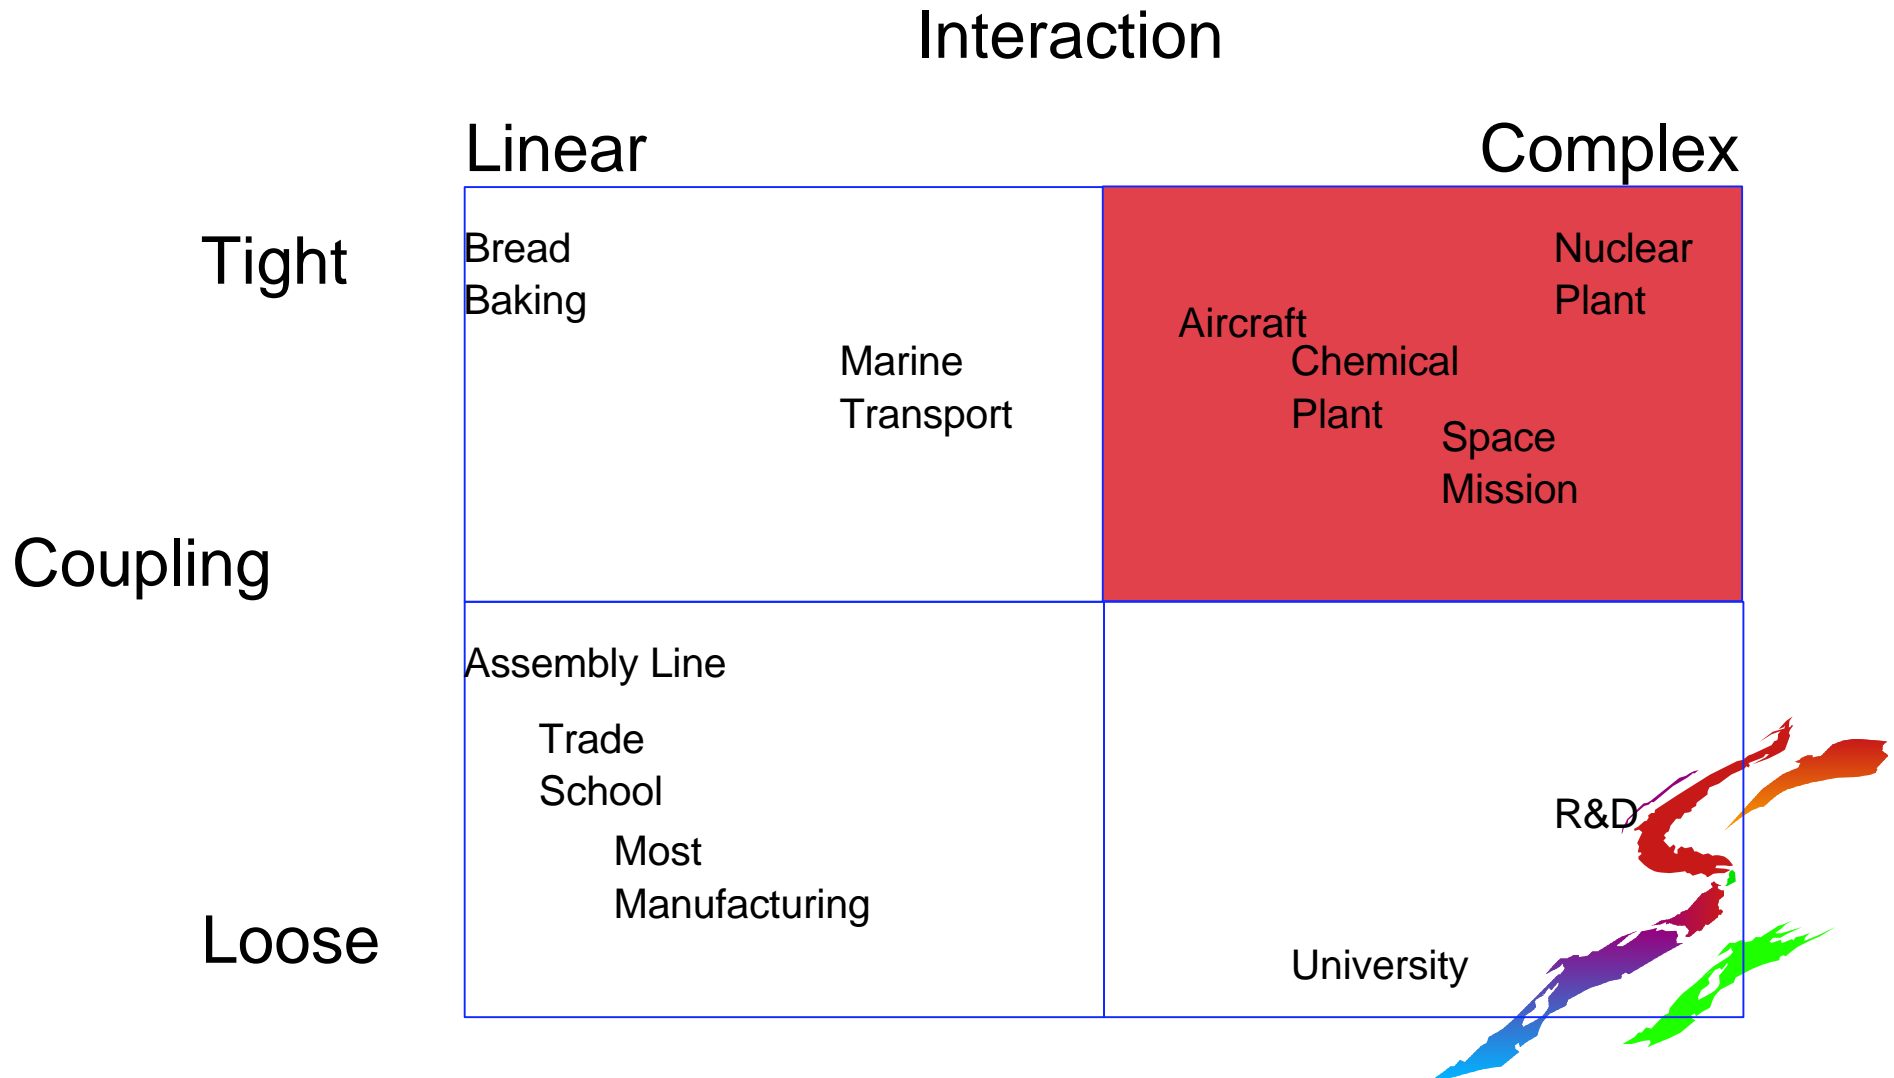 Interaction
Linear
Complex
Tight
Bread
Baking
Nuclear
Plant
Aircraft
Marine
Transport
Chemical
Plant
Space
Mission
Coupling
Assembly Line
Trade
School
R&D
Most
Manufacturing
Loose
University